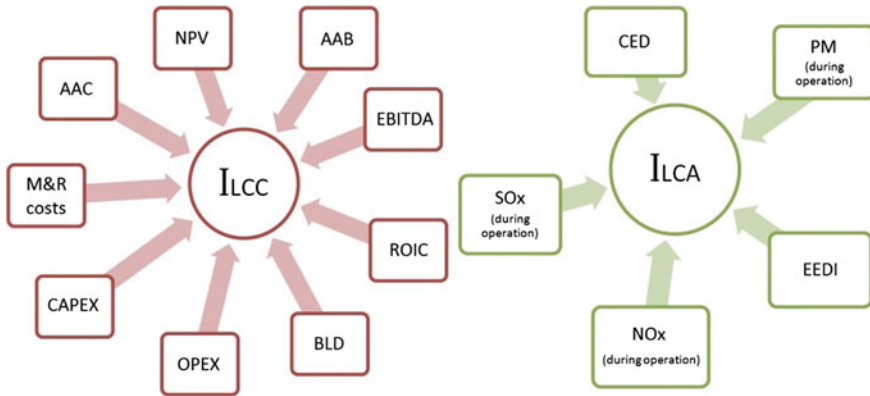 NPV
AAB
AAC
EBITDA
M&R
costs
ILCC
ROIC
CAPEX
OPEX
BLD
CED
PM
(during
operation)
SOx
(during
operation)
ILCA
EEDI
NOx
(during operation)